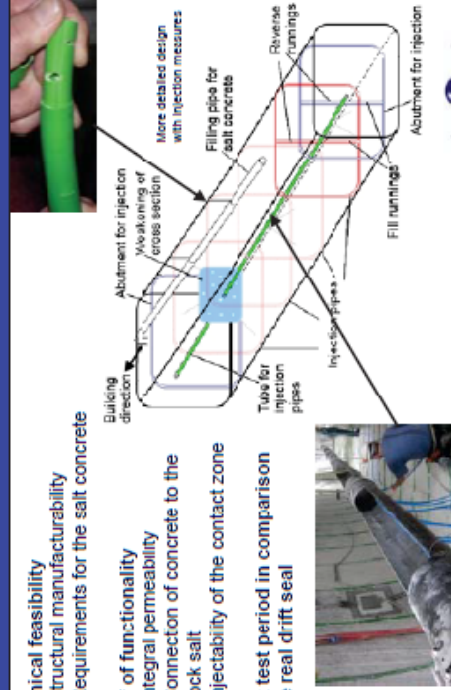 ical feasibility
tructural manufacturability
equirements for the salt concrete
of functionality
ntegral permeability
onnection of concrete to the
ock salt
jectability of the contact zone
test period in comparison
real drift seal
More detailed design
with injection measures
Filling pipe for
salt concrete
Abutment for injection
Weakening of
cross section
Building
direction
Tube for
injection
pipes
Injection pipes
Fill runnings
Reverse
runnings
Abutment for injection